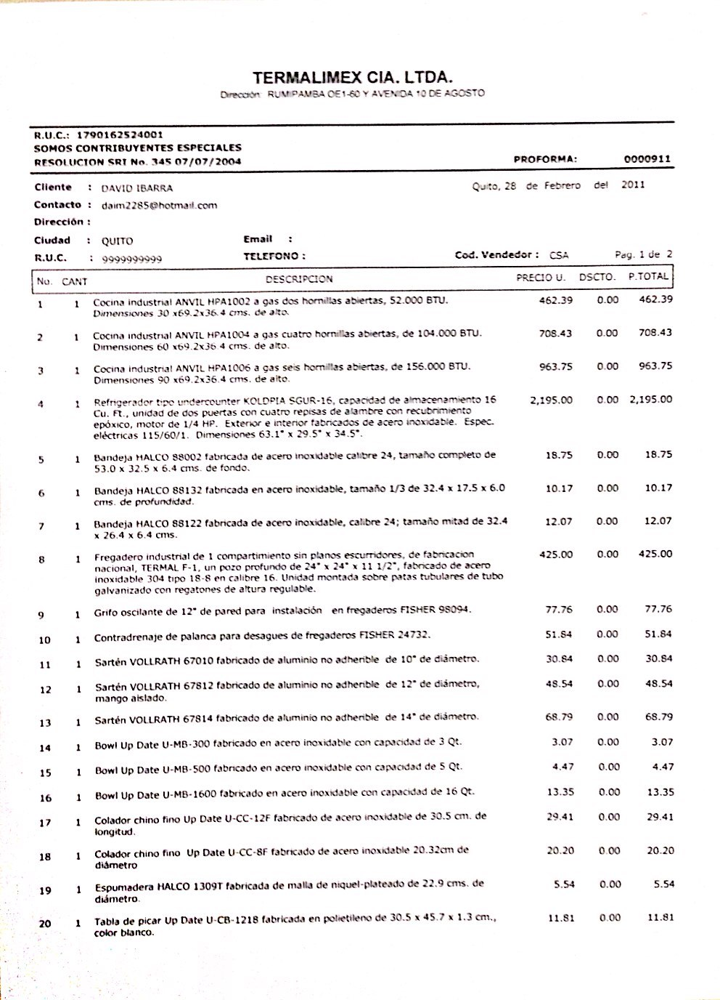 TERMALIMEX CIA. LTDA.
Dirección: RUMIPAMBA OE1-60 Y AVENIDA 10 DE AGOSTO
R.U.C.: 1790162524001
SOMOS CONTRIBUYENTES ESPECIALES
RESOLUCION SRI No. 345 07/07/2004 PROFORMA: 0000911
Cliente : DAVID IBARRA Quito, 28 de Febrero del 2011
Contacto : daim2285@hotmail.com
Dirección :
Ciudad : QUITO Email :
R.U.C. : 9999999999 TELEFONO : Cod. Vendedor : CSA Pag. 1 de 2
No. CANT DESCRIPCION PRECIO U. DSCTO. P.TOTAL
1 1 Cocina industrial ANVIL HPA1002 a gas dos hornillas abiertas, 52.000 BTU. 462.39 0.00 462.39
Dimensiones 30 x69.2x36.4 cms. de alto.
2 1 Cocina industrial ANVIL HPA1004 a gas cuatro hornillas abiertas, de 104.000 BTU. 708.43 0.00 708.43
Dimensiones 60 x69.2x36.4 cms. de alto.
3 1 Cocina industrial ANVIL HPA1006 a gas seis hornillas abiertas, de 156.000 BTU. 963.75 0.00 963.75
Dimensiones 90 x69.2x36.4 cms. de alto.
4 1 Refrigerador tipo undercounter KOLDPIA SGUR-16, capacidad de almacenamiento 16 2,195.00 0.00 2,195.00
Cu. Ft., unidad de dos puertas con cuatro repisas de alambre con recubrimiento
epóxico, motor de 1/4 HP. Exterior e interior fabricados de acero inoxidable. Espec.
eléctricas 115/60/1. Dimensiones 63.1" x 29.5" x 34.5".
5 1 Bandeja HALCO 88002 fabricada de acero inoxidable calibre 24, tamaño completo de 18.75 0.00 18.75
53.0 x 32.5 x 6.4 cms. de fondo.
6 1 Bandeja HALCO 88132 fabricada en acero inoxidable, tamaño 1/3 de 32.4 x 17.5 x 6.0 10.17 0.00 10.17
cms. de profundidad.
7 1 Bandeja HALCO 88122 fabricada de acero inoxidable, calibre 24; tamaño mitad de 32.4 12.07 0.00 12.07
x 26.4 x 6.4 cms.
8 1 Fregadero industrial de 1 compartimiento sin planos escurridores, de fabricacion 425.00 0.00 425.00
nacional, TERMAL F-1, un pozo profundo de 24" x 24" x 11 1/2", fabricado de acero
inoxidable 304 tipo 18-8 en calibre 16. Unidad montada sobre patas tubulares de tubo
galvanizado con regatones de altura regulable.
9 1 Grifo oscilante de 12" de pared para instalación en fregaderos FISHER 98094. 77.76 0.00 77.76
10 1 Contradrenaje de palanca para desagues de fregaderos FISHER 24732. 51.84 0.00 51.84
11 1 Sartén VOLLRATH 67010 fabricado de aluminio no adherible de 10" de diámetro. 30.84 0.00 30.84
12 1 Sartén VOLLRATH 67812 fabricado de aluminio no adherible de 12" de diámetro, 48.54 0.00 48.54
mango aislado.
13 1 Sartén VOLLRATH 67814 fabricado de aluminio no adherible de 14" de diámetro. 68.79 0.00 68.79
14 1 Bowl Up Date U-MB-300 fabricado en acero inoxidable con capacidad de 3 Qt. 3.07 0.00 3.07
15 1 Bowl Up Date U-MB-500 fabricado en acero inoxidable con capacidad de 5 Qt. 4.47 0.00 4.47
16 1 Bowl Up Date U-MB-1600 fabricado en acero inoxidable con capacidad de 16 Qt. 13.35 0.00 13.35
17 1 Colador chino fino Up Date U-CC-12F fabricado de acero inoxidable de 30.5 cm. de 29.41 0.00 29.41
longitud.
18 1 Colador chino fino Up Date U-CC-8F fabricado de acero inoxidable 20.32cm de 20.20 0.00 20.20
diámetro
19 1 Espumadera HALCO 1309T fabricada de malla de niquel-plateado de 22.9 cms. de 5.54 0.00 5.54
diámetro.
20 1 Tabla de picar Up Date U-CB-1218 fabricada en polietileno de 30.5 x 45.7 x 1.3 cm., 11.81 0.00 11.81
color blanco.